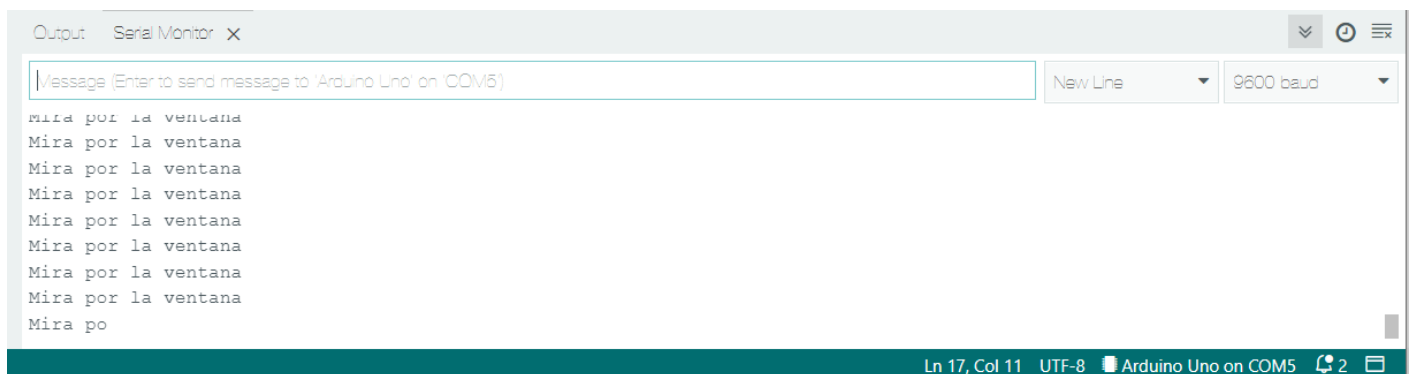 Output Serial Monitor X
Message (Enter to send message to 'Arduino Uno' on 'COM5')
New Line
9600 baud
Mira por la ventana
Mira por la ventana
Mira por la ventana
Mira por la ventana
Mira por la ventana
Mira por la ventana
Mira por la ventana
Mira por la ventana
Mira po
Ln 17, Col 11 UTF-8 Arduino Uno on COM5 2